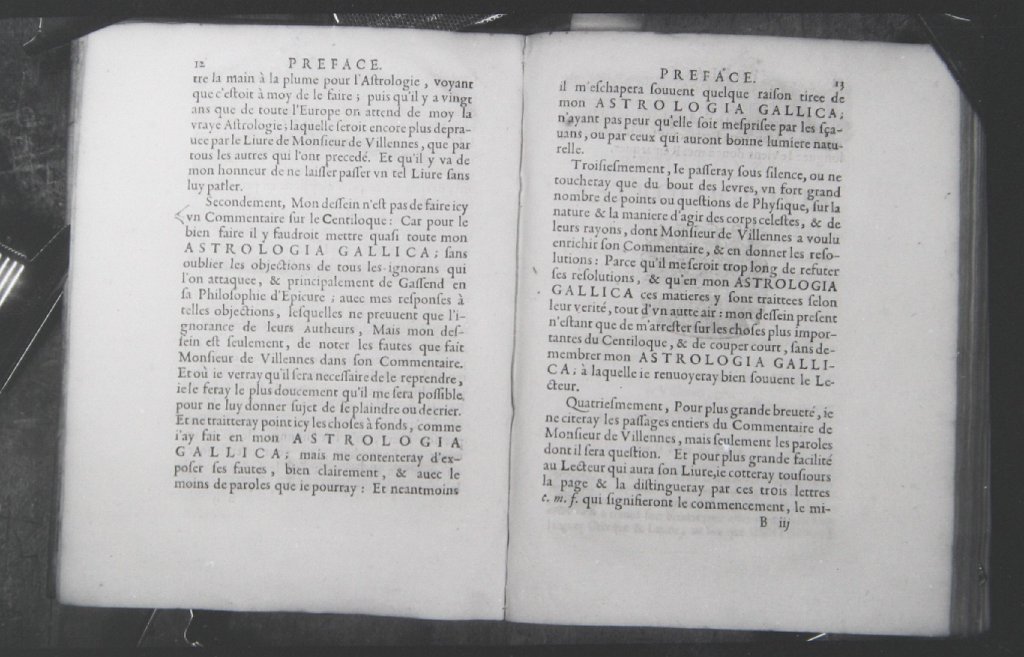 12 PREFACE.
tre la main à la plume pour l'Aſtrologie, voyant
que c'eſtoit à moy de le faire; puis qu'il y a vingt
ans que de toute l'Europe on attend de moy la
vraye Aſtrologie; laquelle ſeroit encore plus depra-
uee par le Liure de Monſieur de Villennes, que par
tous les autres qui l'ont precedé. Et qu'il y va de
mon honneur de ne laiſſer paſſer vn tel Liure ſans
luy parler.
Secondement, Mon deſſein n'eſt pas de faire icy
vn Commentaire ſur le Centiloque: Car pour le
bien faire il y faudroit mettre quaſi toute mon
ASTROLOGIA GALLICA; ſans
oublier les objections de tous les ignorans qui
l'on attaquee, & principalement de Gaſſend en
ſa Philoſophie d'Epicure; auec mes reſponſes à
telles objections, leſquelles ne preuuent que l'i-
gnorance de leurs Autheurs, Mais mon deſ-
ſein eſt ſeulement, de noter les fautes que fait
Monſieur de Villennes dans ſon Commentaire.
Et où ie verray qu'il ſera neceſſaire de le reprendre,
ie le feray le plus doucement qu'il me ſera poſſible,
pour ne luy donner ſujet de ſe plaindre ou de crier.
Et ne traitteray point icy les choſes à fonds, comme
i'ay fait en mon ASTROLOGIA
GALLICA; mais me contenteray d'ex-
poſer ſes fautes, bien clairement, & auec le
moins de paroles que ie pourray: Et neantmoins
PREFACE. 13
il m'eſchapera ſouuent quelque raiſon tiree de
mon ASTROLOGIA GALLICA;
n'ayant pas peur qu'elle ſoit meſpriſee par les ſça-
uans, ou par ceux qui auront bonne lumiere natu-
relle.
Troiſieſmement, Ie paſſeray ſous ſilence, ou ne
toucheray que du bout des levres, vn fort grand
nombre de points ou queſtions de Phyſique, ſur la
nature & la maniere d'agir des corps celeſtes, & de
leurs rayons, dont Monſieur de Villennes a voulu
enrichir ſon Commentaire, & en donner les reſo-
lutions: Parce qu'il me ſeroit trop long de refuter
ſes reſolutions, & qu'en mon ASTROLOGIA
GALLICA ces matieres y ſont traittees ſelon
leur verité, tout d'vn autte air: mon deſſein preſent
n'eſtant que de m'arreſter ſur les choſes plus impor-
tantes du Centiloque, & de couper court, ſans de-
membrer mon ASTROLOGIA GALLI-
CA; à laquelle ie renuoyeray bien ſouuent le Le-
cteur.
Quatrieſmement, Pour plus grande breueté, ie
ne citeray les paſſages entiers du Commentaire de
Monſieur de Villennes, mais ſeulement les paroles
dont il ſera queſtion. Et pour plus grande facilité
au Lecteur qui aura ſon Liure, ie cotteray touſiours
la page & la diſtingueray par ces trois lettres
c. m. f. qui ſignifieront le commencement, le mi-
B iij